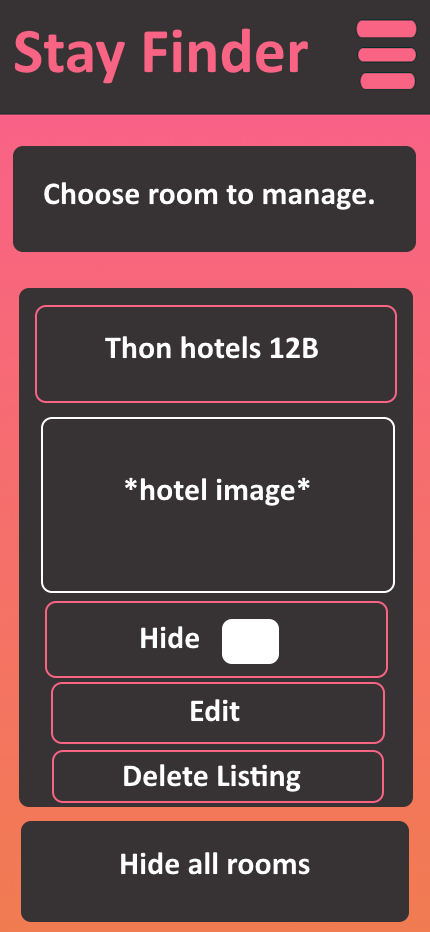 Stay Finder
Choose room to manage.
Thon hotels 12B
*hotel image*
Hide
Edit
Delete Listing
Hide all rooms